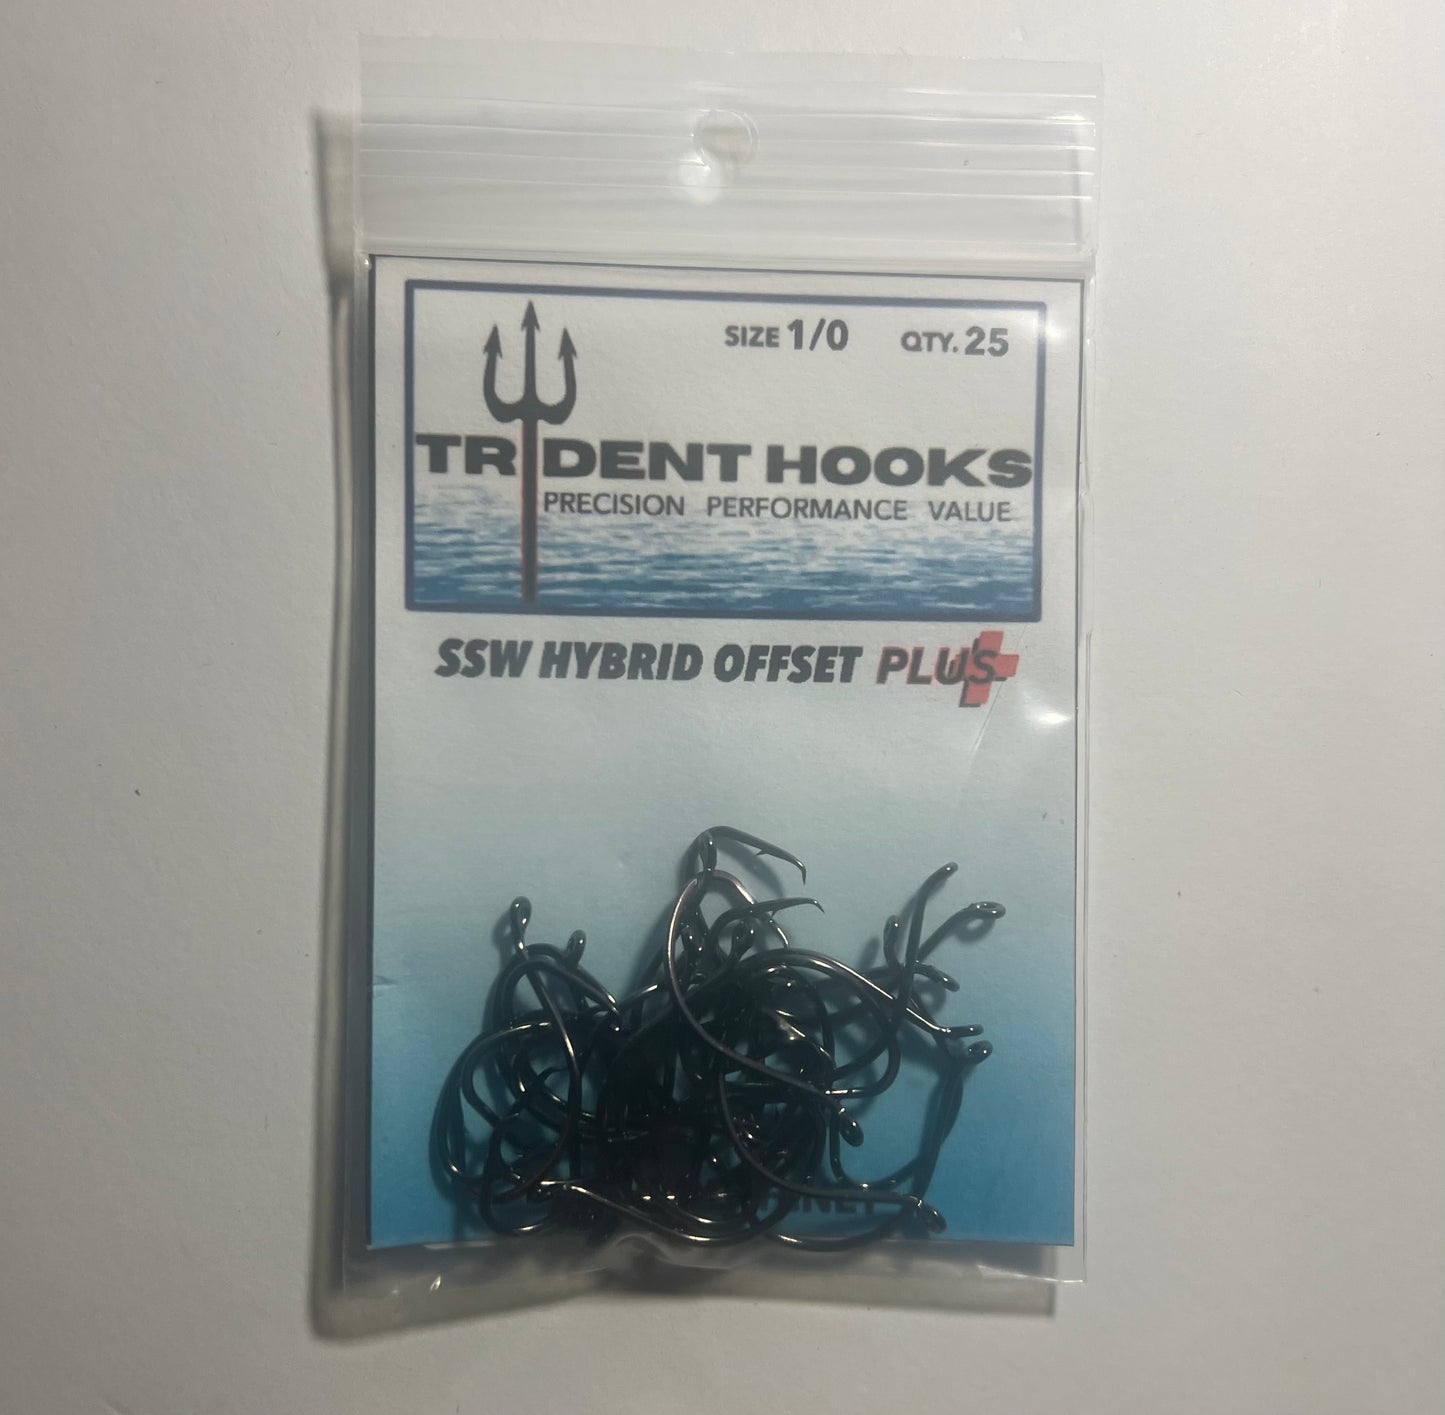 SIZE 1/0 QTY. 25
TRIDENT HOOKS
PRECISION PERFORMANCE VALUE
SSW HYBRID OFFSET PLUS